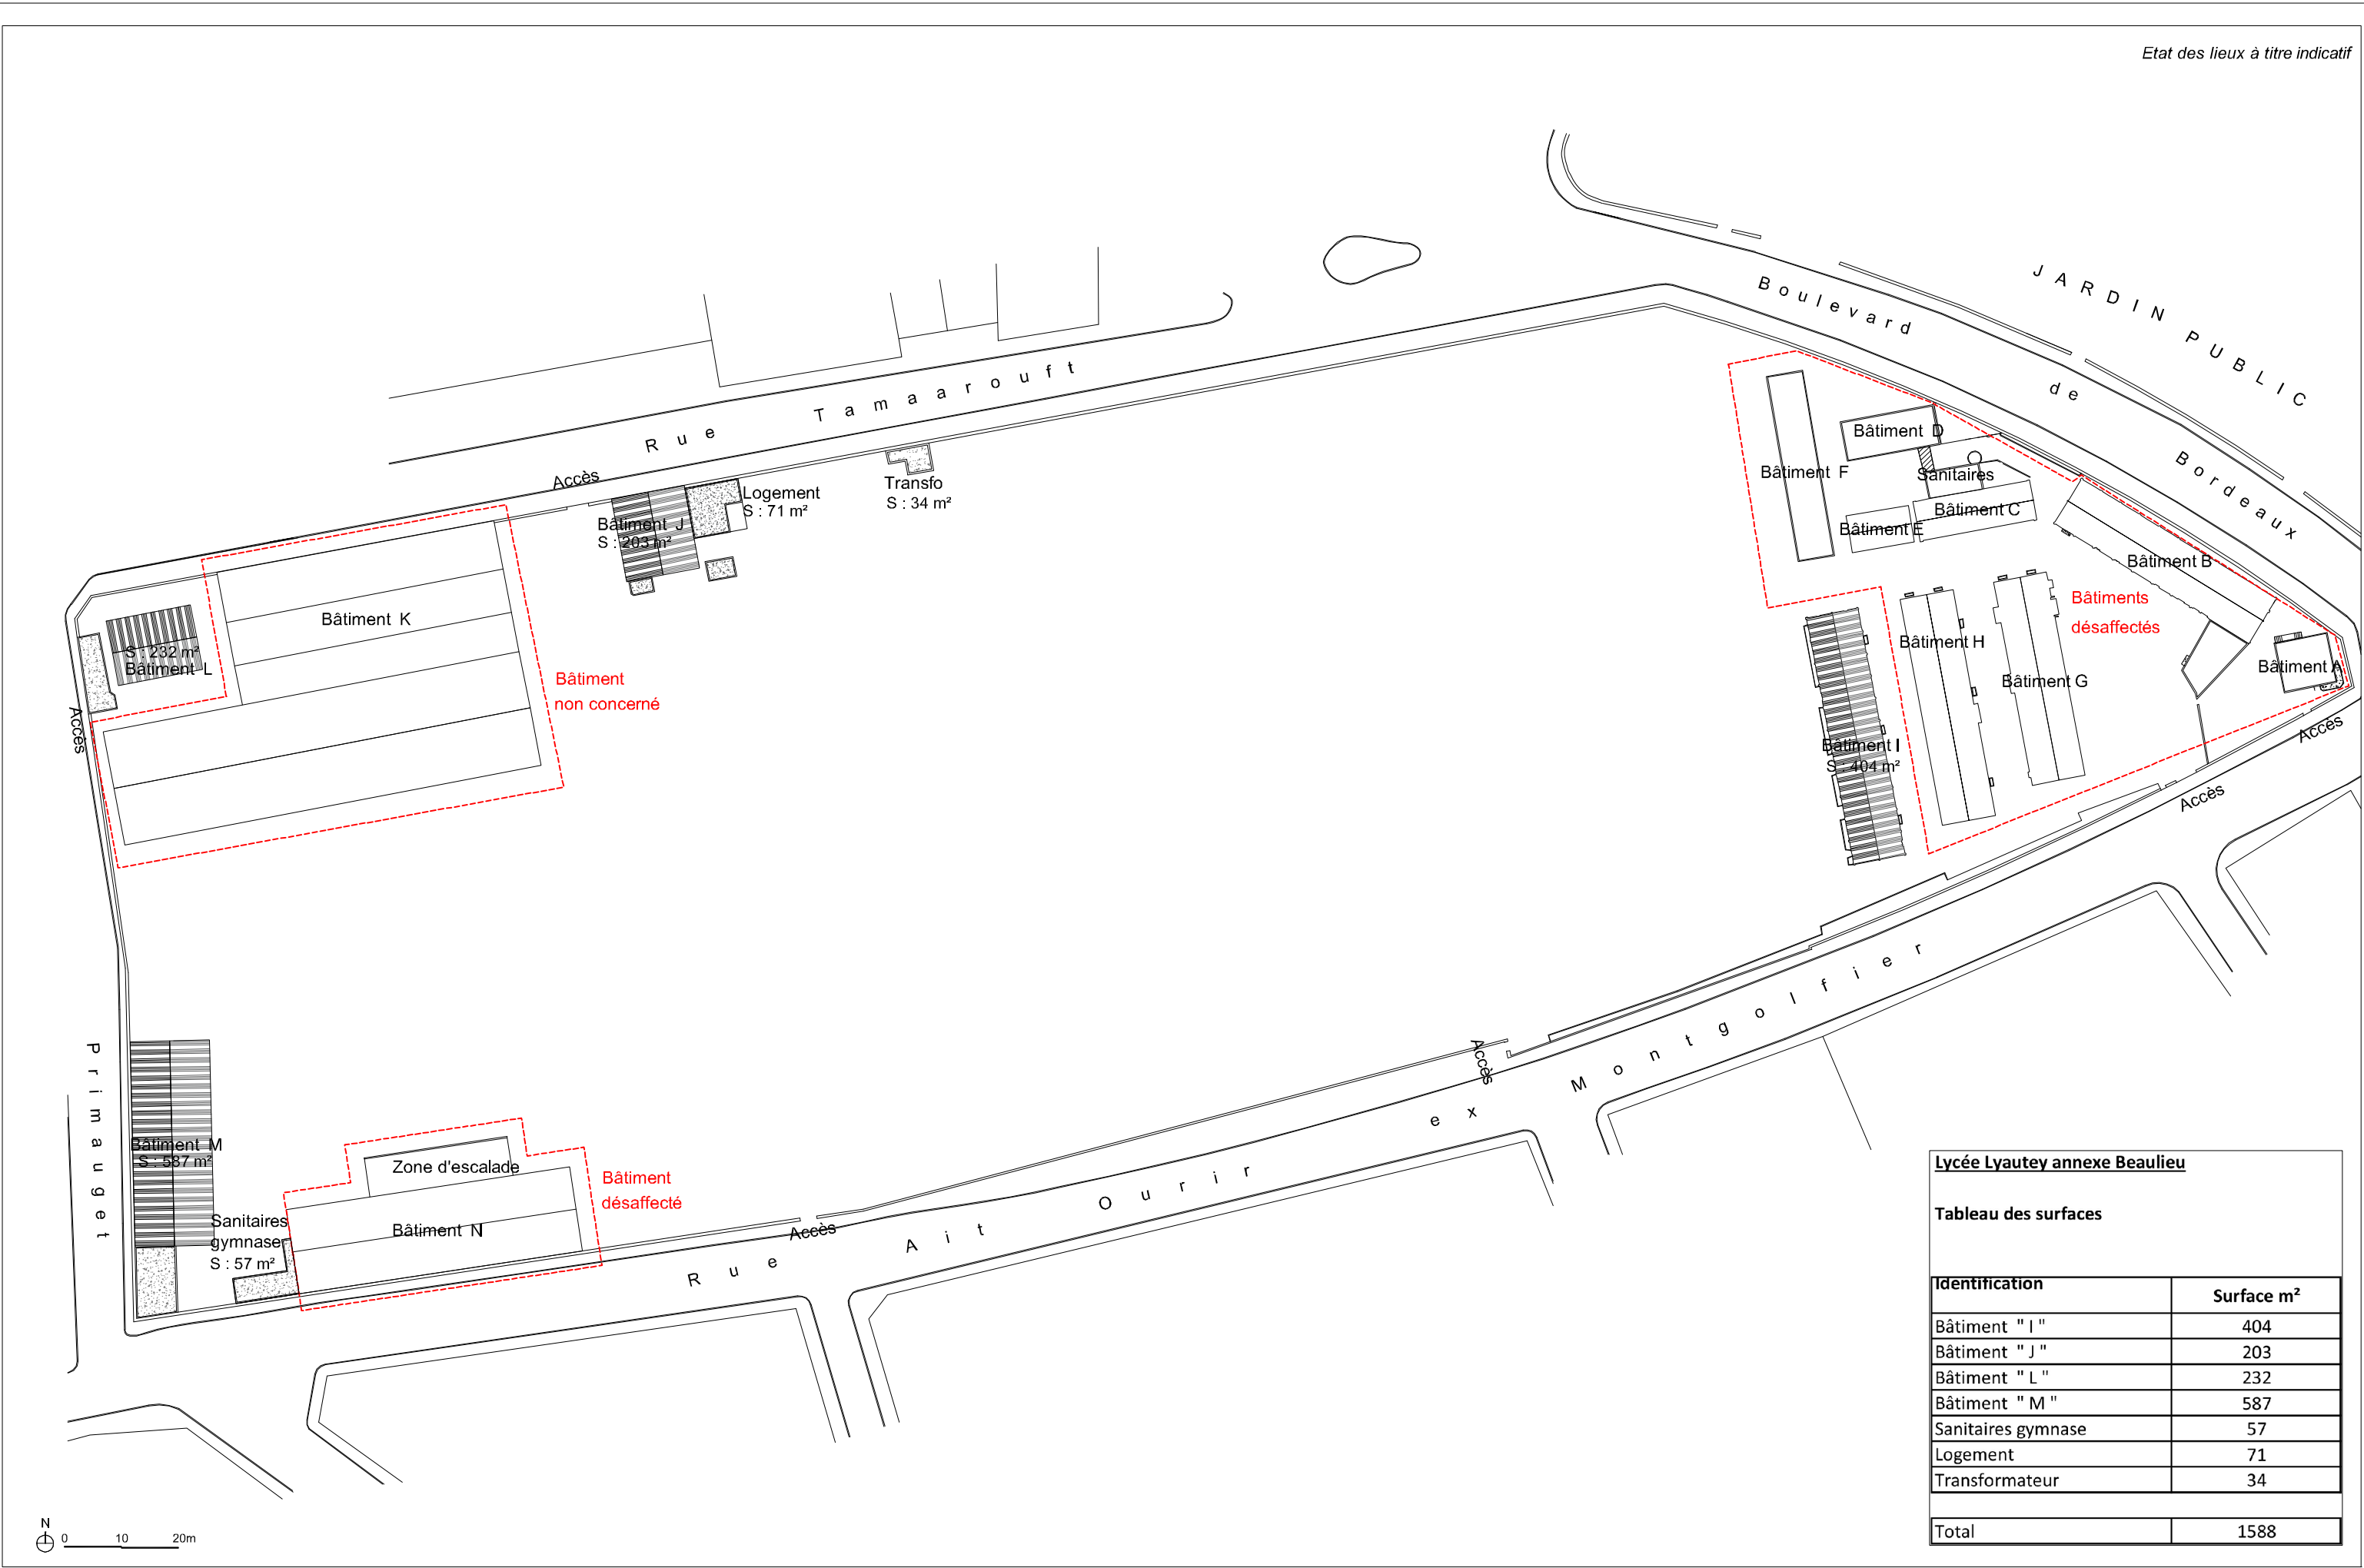 Etat des lieux à titre indicatif
JARDIN PUBLIC
Boulevard de Bordeaux
Rue Tamaarouft
Accès
Logement
S : 71 m²
Transfo
S : 34 m²
Bâtiment J
S : 203 m²
Bâtiment D
Bâtiment F
Sanitaires
Bâtiment C
Bâtiment E
Bâtiment B
Bâtiments
désaffectés
Bâtiment K
Bâtiment H
S : 232 m²
Bâtiment L
Bâtiment A
Bâtiment
non concerné
Bâtiment G
Accès
Accès
Bâtiment I
S : 404 m²
Accès
Primauget
Accès
Rue Ait Ourir ex Montgolfier
Bâtiment M
S : 587 m²
Zone d'escalade
Bâtiment
désaffecté
Sanitaires
gymnase
S : 57 m²
Bâtiment N
Accès
Lycée Lyautey annexe Beaulieu
Tableau des surfaces
Identification Surface m²
Bâtiment " I " 404
Bâtiment " J " 203
Bâtiment " L " 232
Bâtiment " M " 587
Sanitaires gymnase 57
Logement 71
Transformateur 34
Total 1588
N
0 10 20m